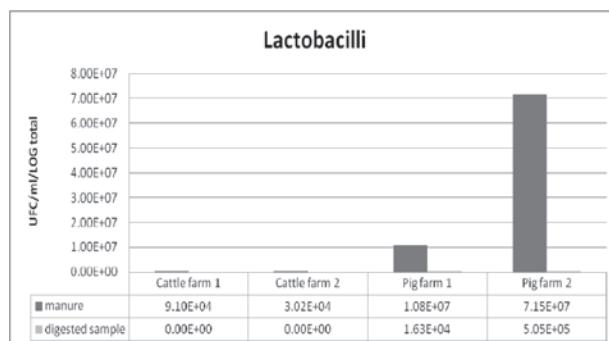 Lactobacilli
UFC/ml/LOG total
8.00E+07
7.00E+07
6.00E+07
5.00E+07
4.00E+07
3.00E+07
2.00E+07
1.00E+07
0.00E+00
Cattle farm 1 Cattle farm 2 Pig farm 1 Pig farm 2
manure 9.10E+04 3.02E+04 1.08E+07 7.15E+07
digested sample 0.00E+00 0.00E+00 1.63E+04 5.05E+05